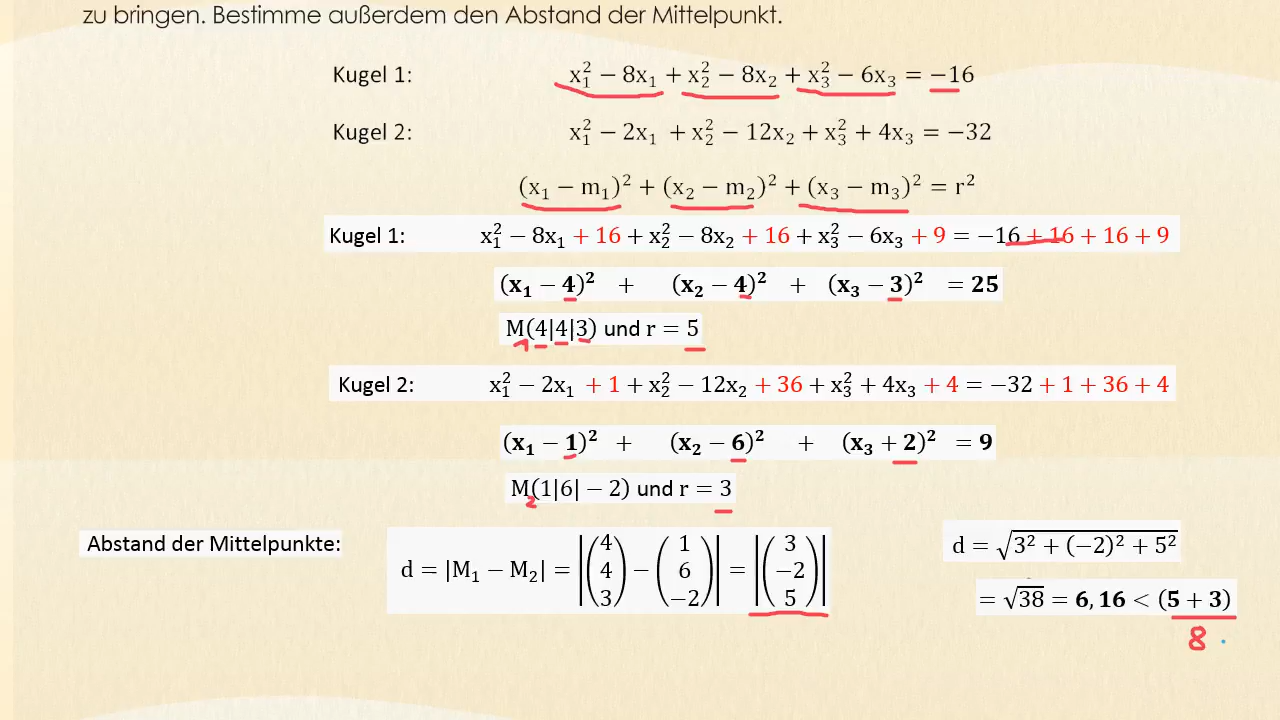 zu bringen. Bestimme außerdem den Abstand der Mittelpunkt.
Kugel 1: x₁² − 8x₁ + x₂² − 8x₂ + x₃² − 6x₃ = −16
Kugel 2: x₁² − 2x₁ + x₂² − 12x₂ + x₃² + 4x₃ = −32
(x₁ − m₁)² + (x₂ − m₂)² + (x₃ − m₃)² = r²
Kugel 1: x₁² − 8x₁ + 16 + x₂² − 8x₂ + 16 + x₃² − 6x₃ + 9 = −16 + 16 + 16 + 9
(x₁ − 4)² + (x₂ − 4)² + (x₃ − 3)² = 25
M₁(4|4|3) und r = 5
Kugel 2: x₁² − 2x₁ + 1 + x₂² − 12x₂ + 36 + x₃² + 4x₃ + 4 = −32 + 1 + 36 + 4
(x₁ − 1)² + (x₂ − 6)² + (x₃ + 2)² = 9
M₂(1|6| − 2) und r = 3
Abstand der Mittelpunkte: d = |M₁ − M₂| = |(4 4 3) − (1 6 −2)| = |(3 −2 5)| d = √(3² + (−2)² + 5²)
= √38 = 6,16 < (5 + 3)
8